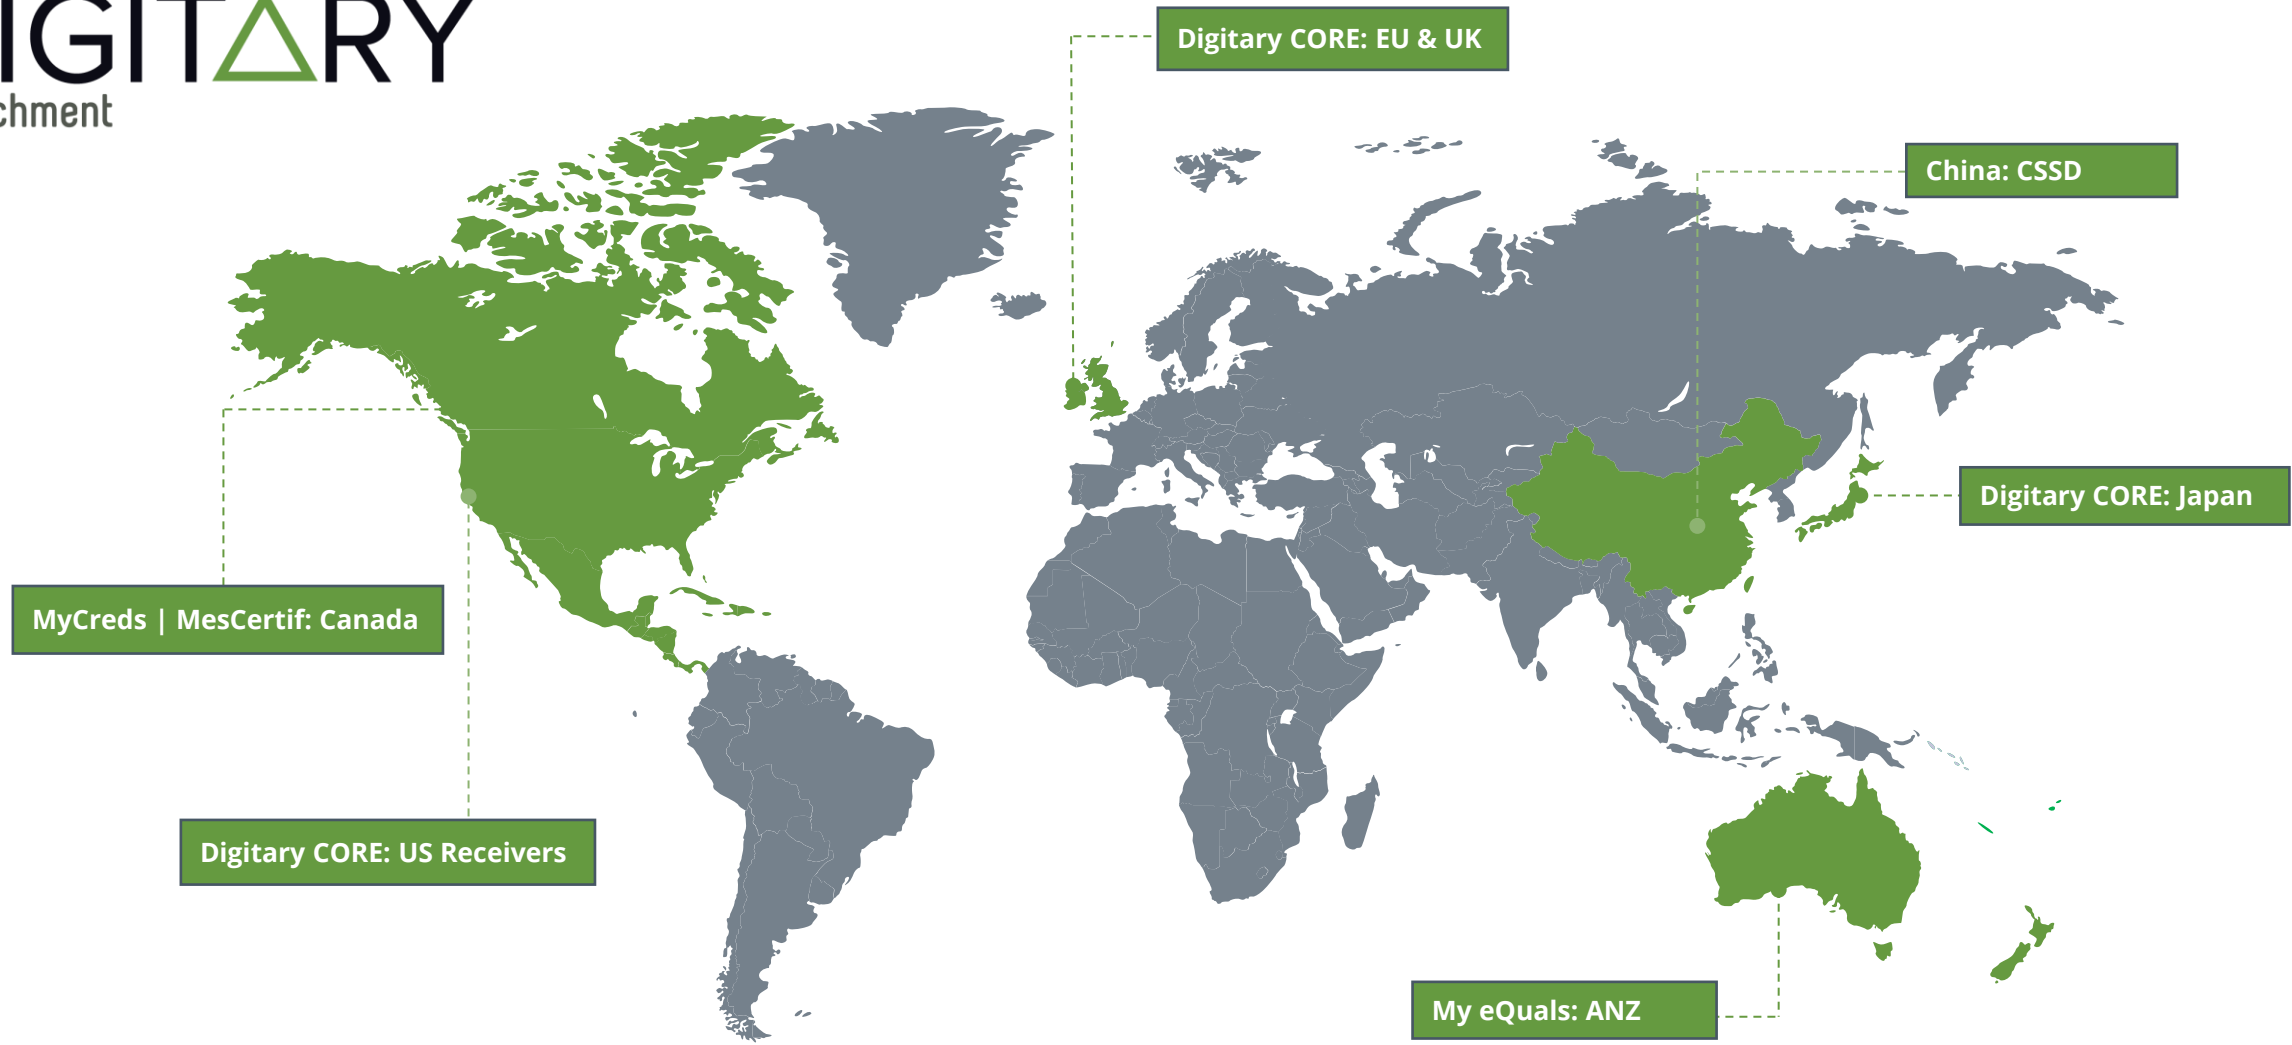 IGITARY
chment
Digitary CORE: EU & UK
China: CSSD
Digitary CORE: Japan
MyCreds | MesCertif: Canada
Digitary CORE: US Receivers
My eQuals: ANZ